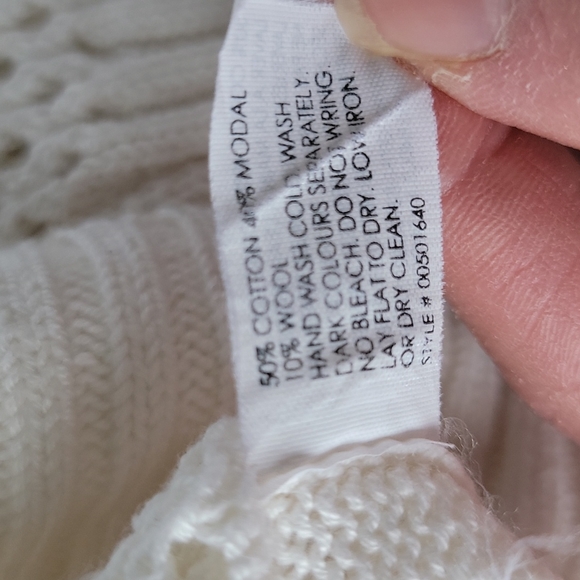 50% COTTON 40% MODAL
10% WOOL
HAND WASH COLD. WASH
DARK COLOURS SEPARATELY.
NO BLEACH. DO NOT WRING.
LAY FLAT TO DRY. LOW IRON.
OR DRY CLEAN.
STYLE # 00501640